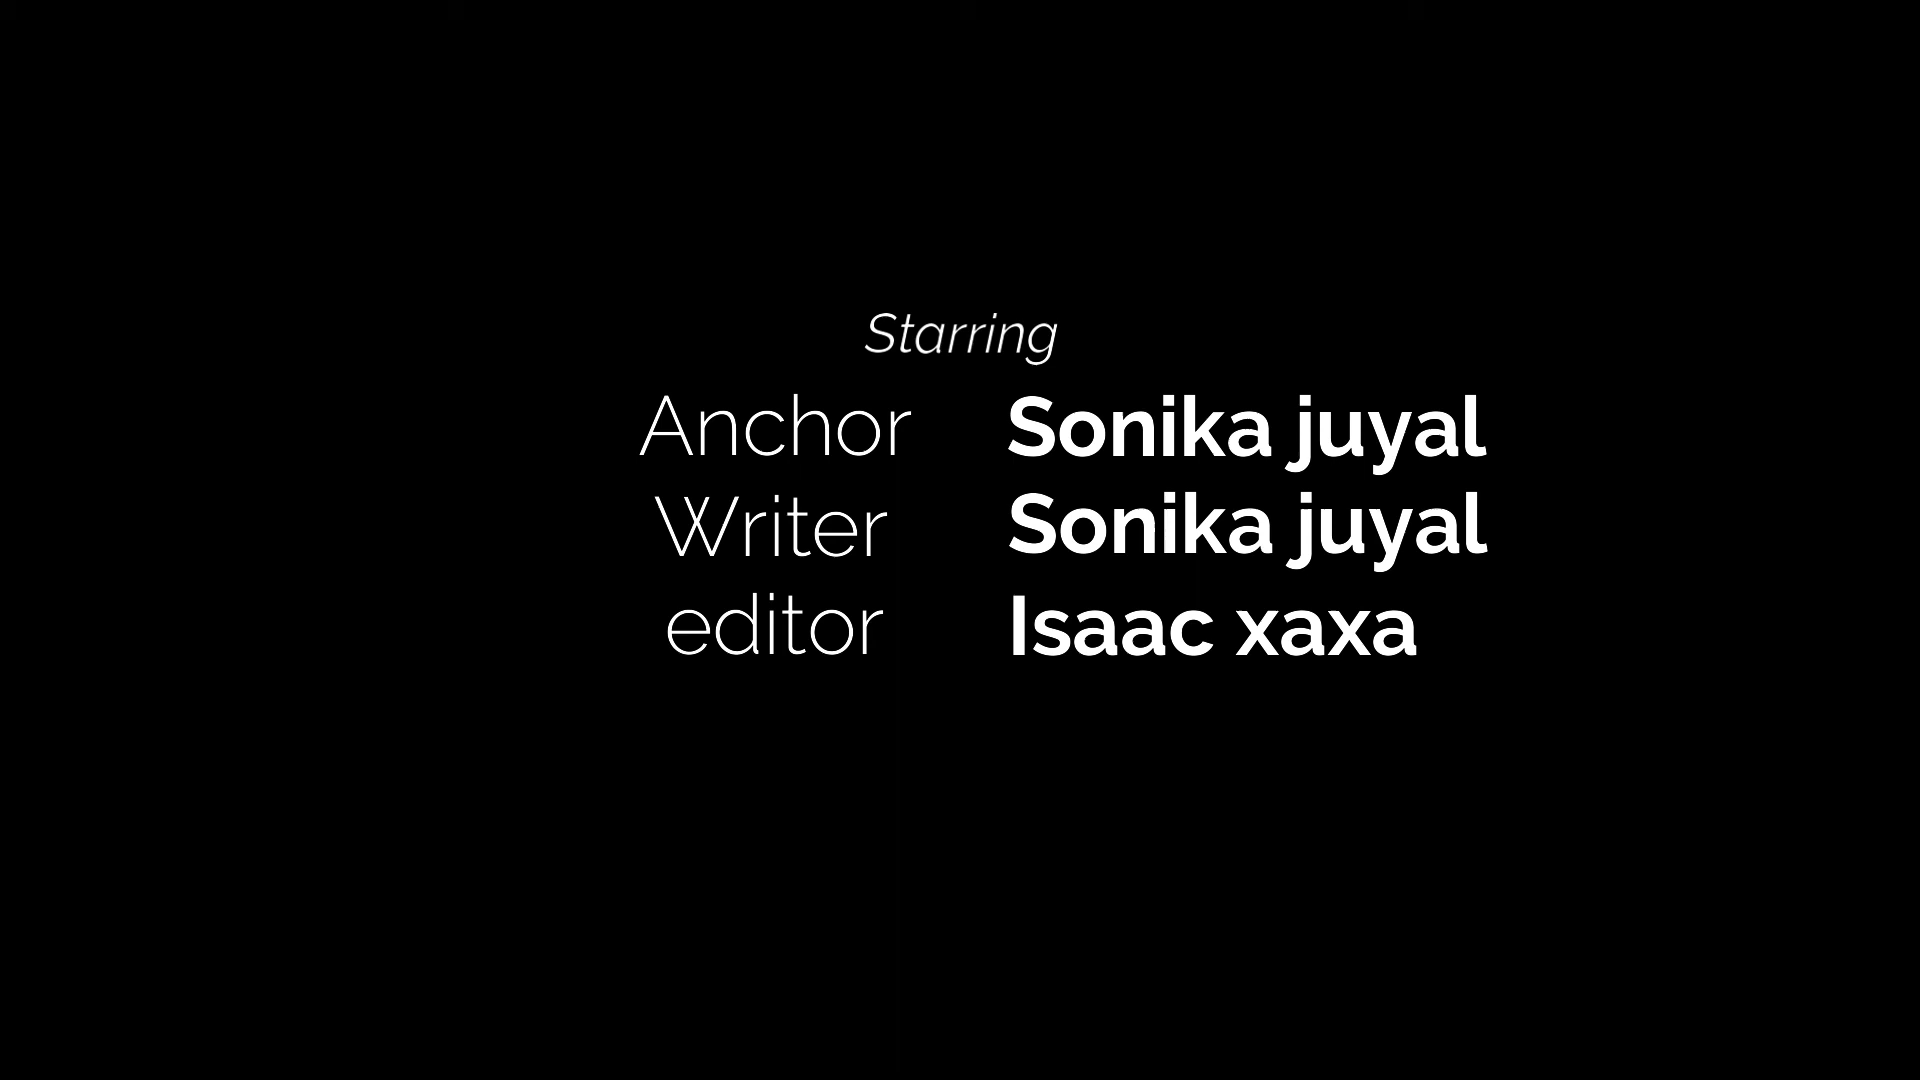 Starring
Anchor Sonika juyal
Writer Sonika juyal
editor Isaac xaxa